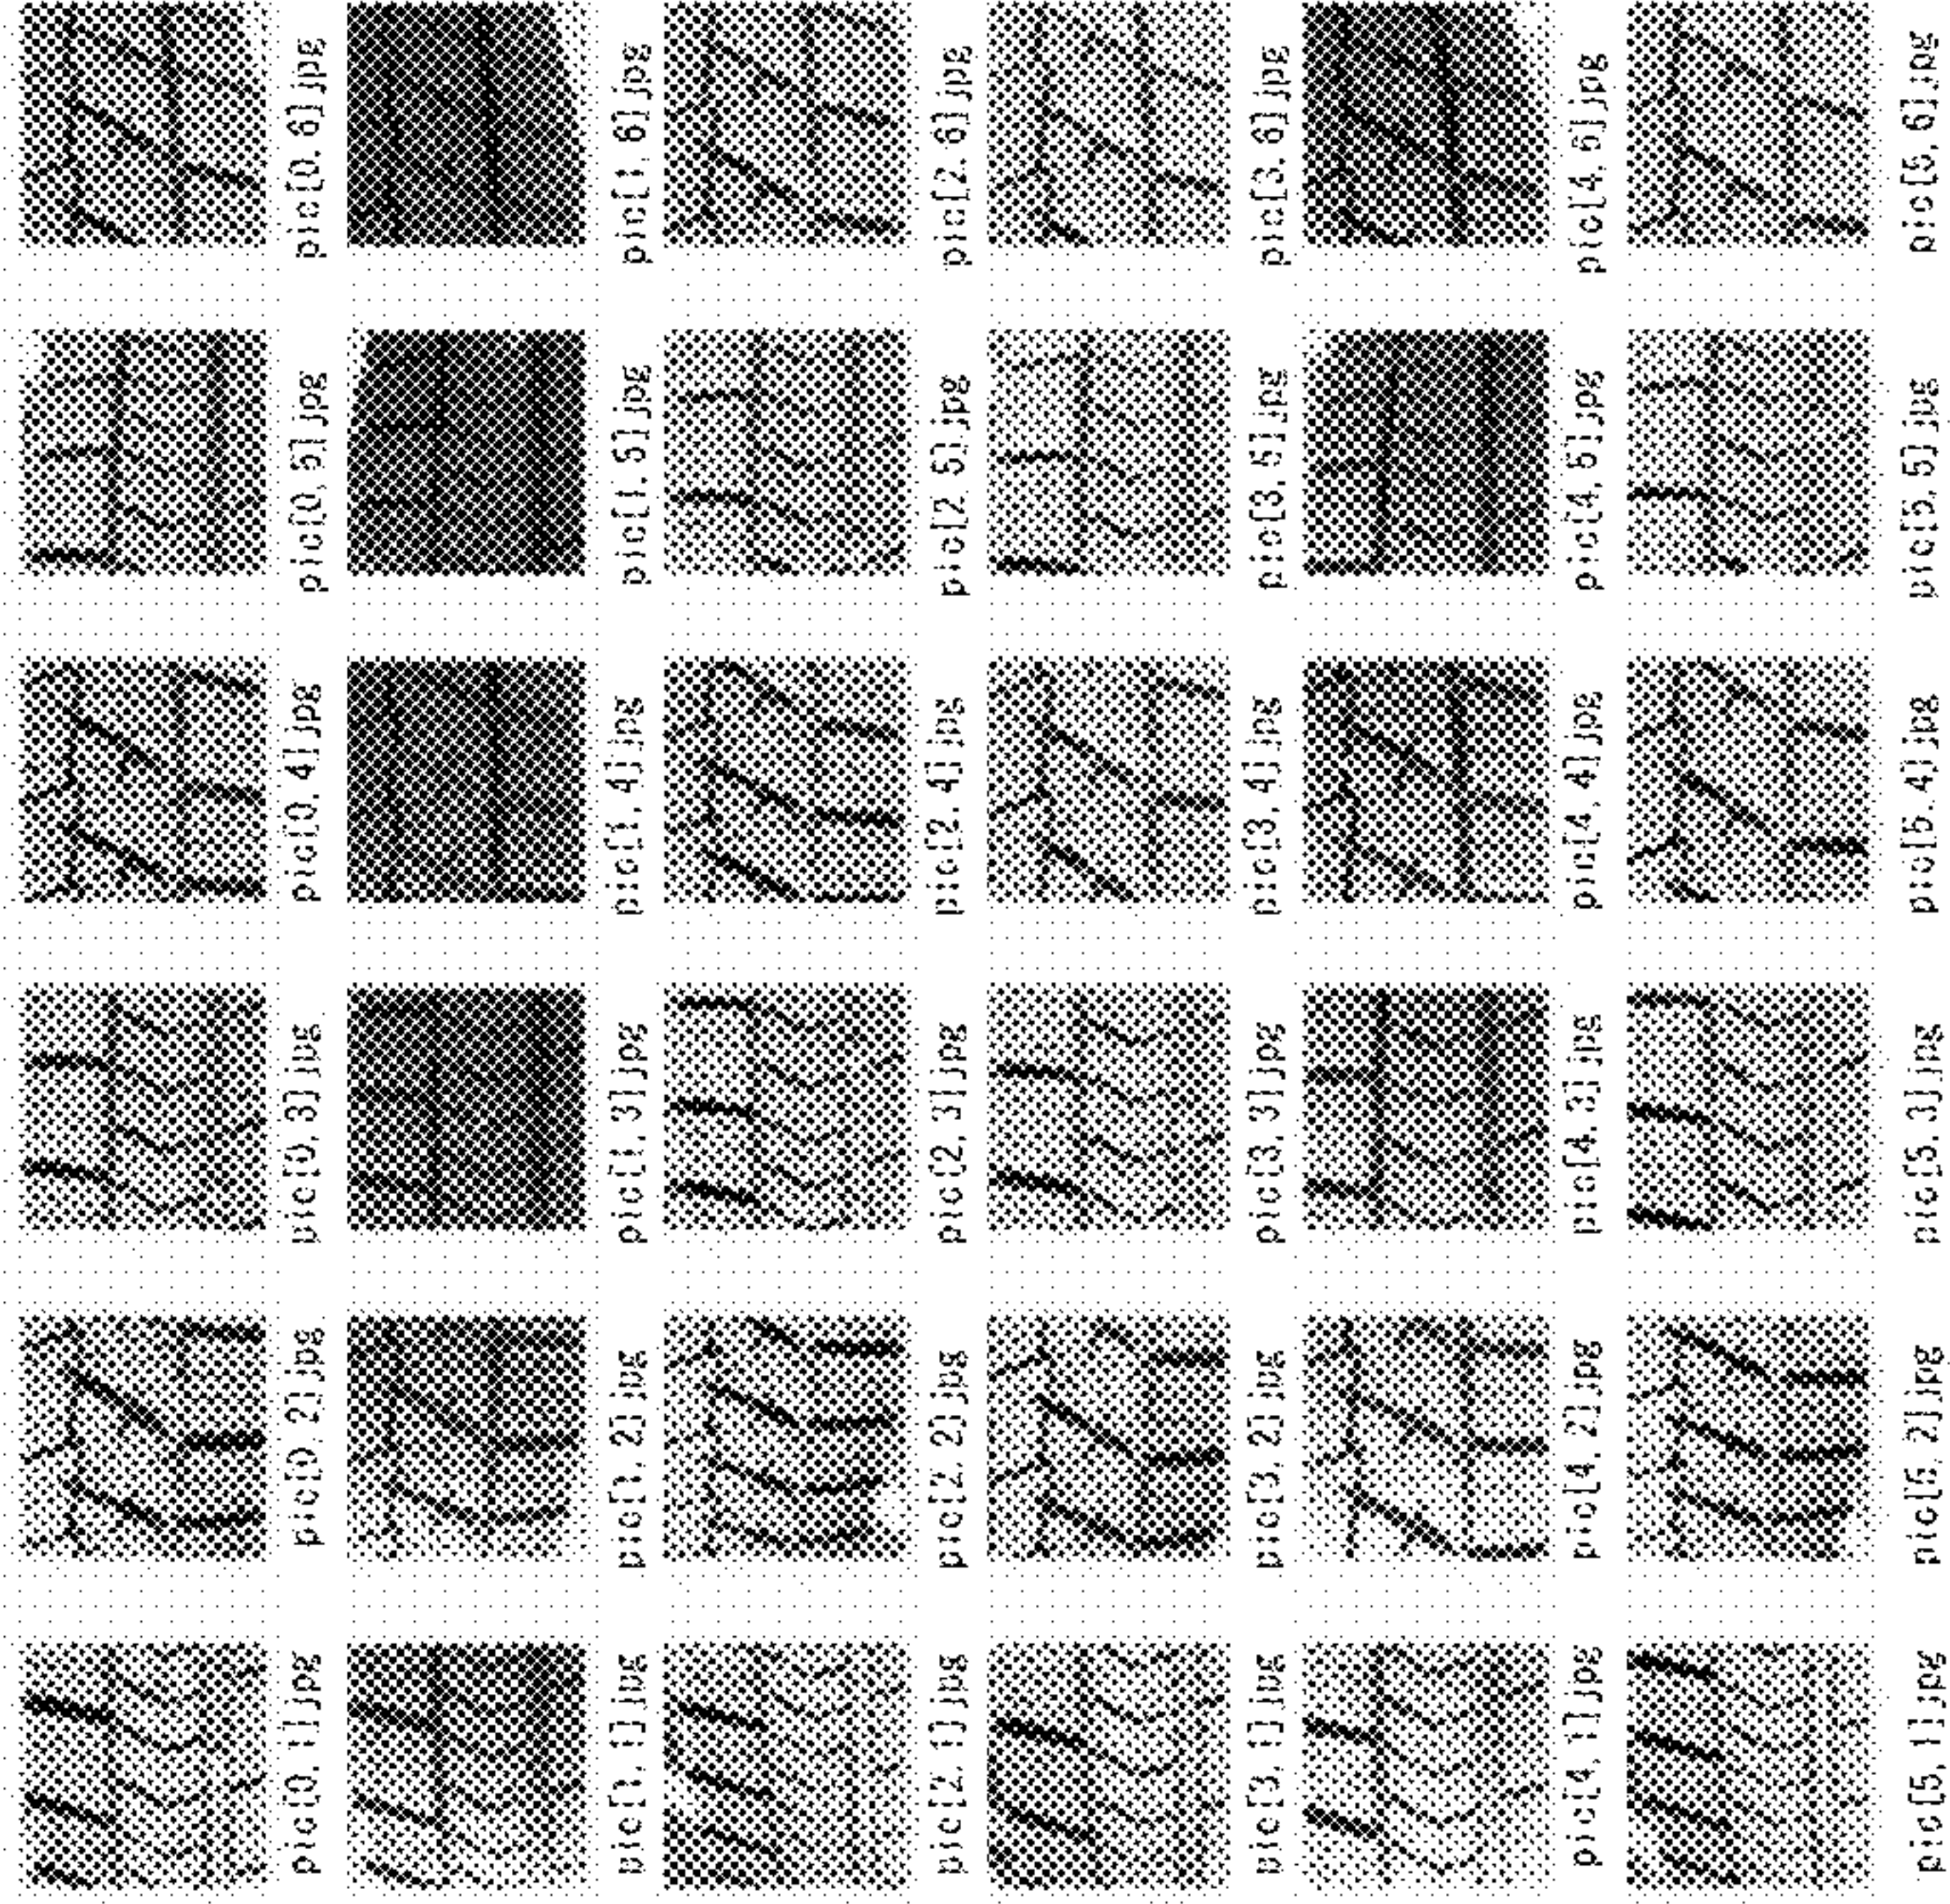 pic[0, 1]jpg
pic[0, 2]jpg
pic[0, 3]jpg
pic[0, 4]jpg
pic[0, 5]jpg
pic[0, 6]jpg
pic[1, 1]jpg
pic[1, 2]jpg
pic[1, 3]jpg
pic[1, 4]jpg
pic[1, 5]jpg
pic[1, 6]jpg
pic[2, 1]jpg
pic[2, 2]jpg
pic[2, 3]jpg
pic[2, 4]jpg
pic[2, 5]jpg
pic[2, 6]jpg
pic[3, 1]jpg
pic[3, 2]jpg
pic[3, 3]jpg
pic[3, 4]jpg
pic[3, 5]jpg
pic[3, 6]jpg
pic[4, 1]jpg
pic[4, 2]jpg
pic[4, 3]jpg
pic[4, 4]jpg
pic[4, 5]jpg
pic[4, 6]jpg
pic[5, 1]jpg
pic[5, 2]jpg
pic[5, 3]jpg
pic[5, 4]jpg
pic[5, 5]jpg
pic[5, 6]jpg